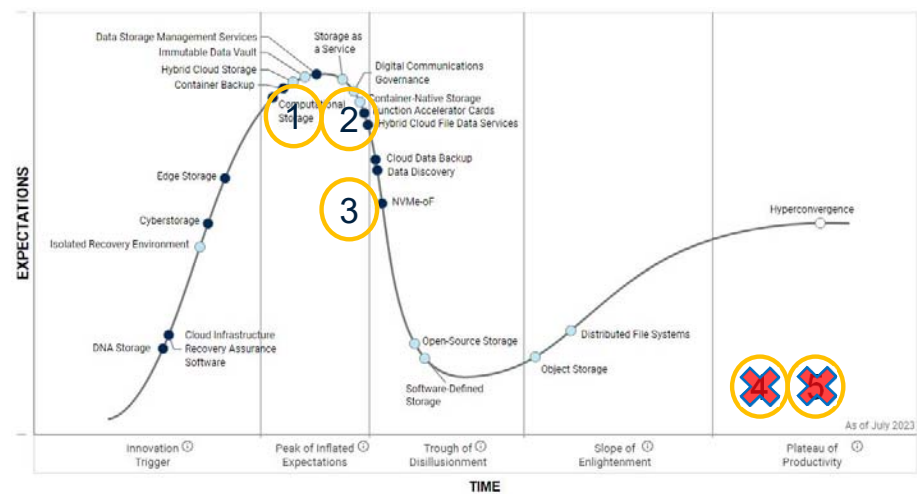 Data Storage Management Services
Immutable Data Vault
Hybrid Cloud Storage
Container Backup
Computational
Storage
1
Storage as
a Service
Digital Communications
Governance
Container-Native Storage
Function Accelerator Cards
Hybrid Cloud File Data Services
2
Cloud Data Backup
Data Discovery
NVMe-oF
3
Edge Storage
Cyberstorage
Isolated Recovery Environment
Cloud Infrastructure
Recovery Assurance
Software
DNA Storage
Open-Source Storage
Software-Defined
Storage
Object Storage
Distributed File Systems
Hyperconvergence
4
5
As of July 2023
EXPECTATIONS
Innovation
Trigger
Peak of Inflated
Expectations
Trough of
Disillusionment
Slope of
Enlightenment
Plateau of
Productivity
TIME